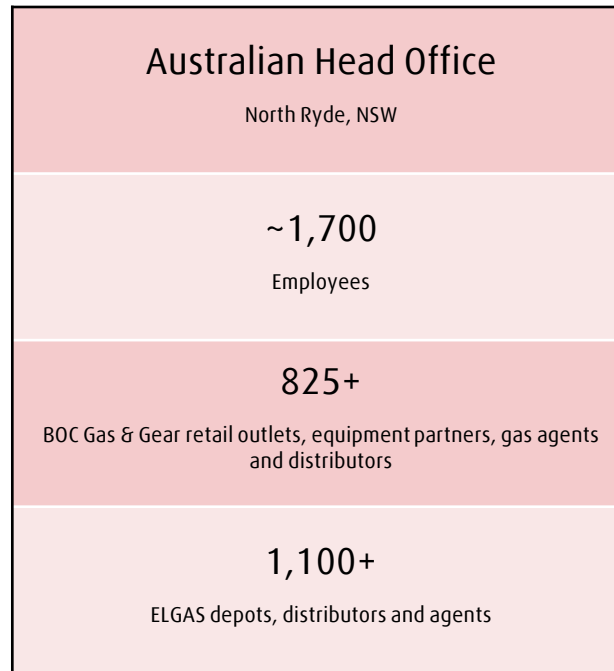 Australian Head Office
North Ryde, NSW
~1,700
Employees
825+
BOC Gas & Gear retail outlets, equipment partners, gas agents
and distributors
1,100+
ELGAS depots, distributors and agents